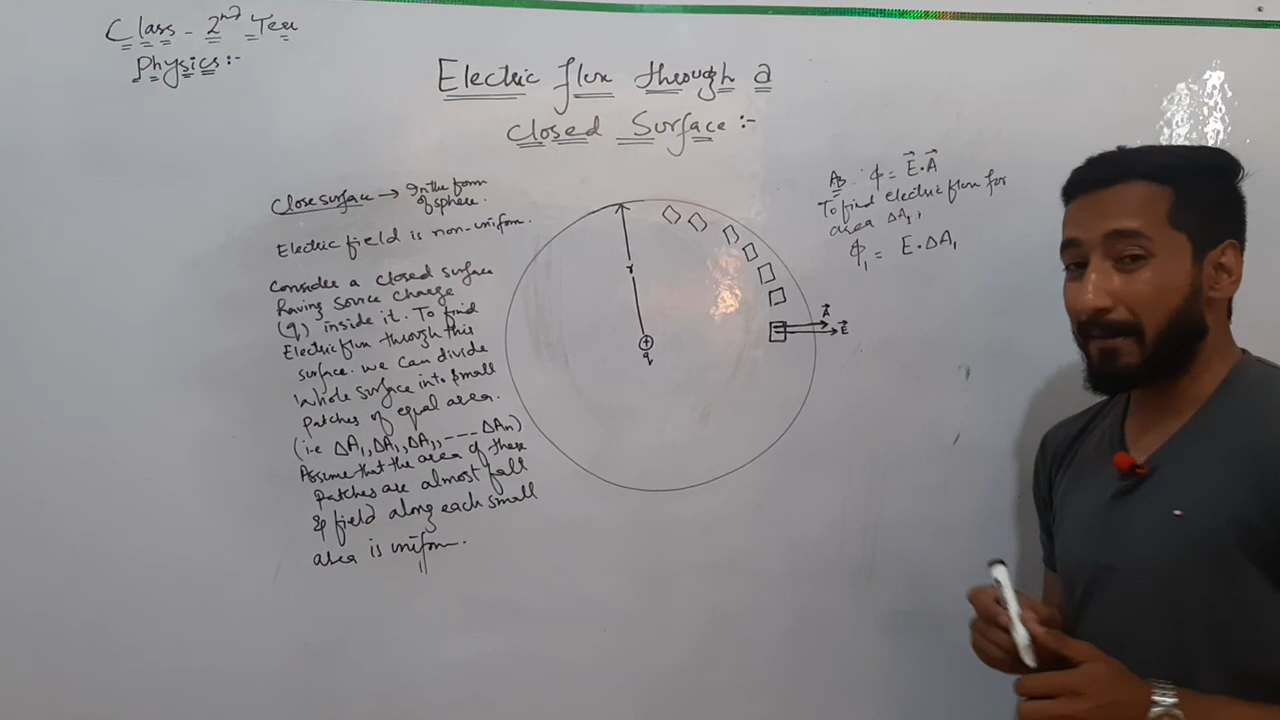 Class - 2nd Year
Physics:-
Electric flux through a
Closed Surface:-
Close surface → In the form
of sphere.
Electric field is non-uniform.
Consider a closed surface
having source charge
(q) inside it. To find
Electric flux through this
surface. we can divide
whole surface into small
patches of equal area.
(i.e ΔA₁, ΔA₁, ΔA₁, --- ΔAn)
Assume that the area of these
patches are almost fall
& field along each small
area is uniform.
r
q
A⃗
E⃗
As: ϕ = E⃗ · A⃗
To find electric flux for
area ΔA₁,
ϕ₁ = E · ΔA₁